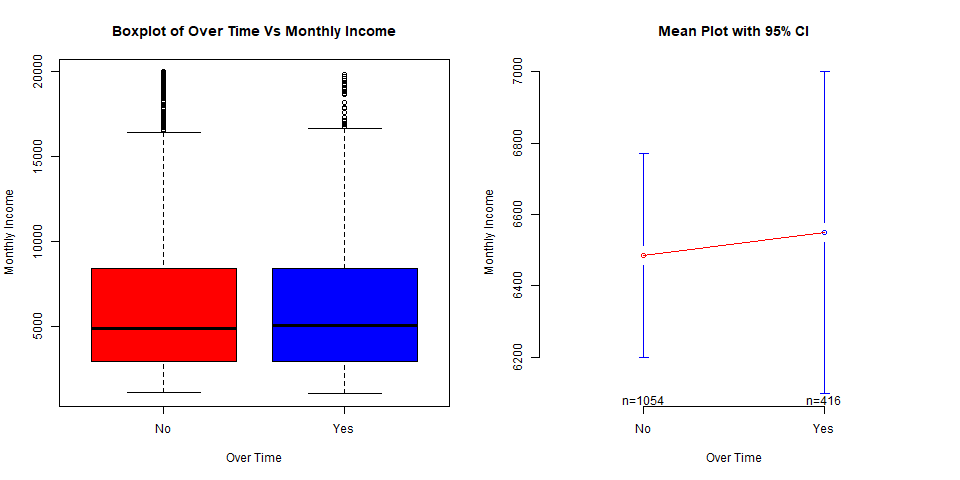 Boxplot of Over Time Vs Monthly Income
Monthly Income
20000
15000
10000
5000
No
Yes
Over Time
Mean Plot with 95% CI
Monthly Income
7000
6800
6600
6400
6200
n=1054
n=416
No
Yes
Over Time